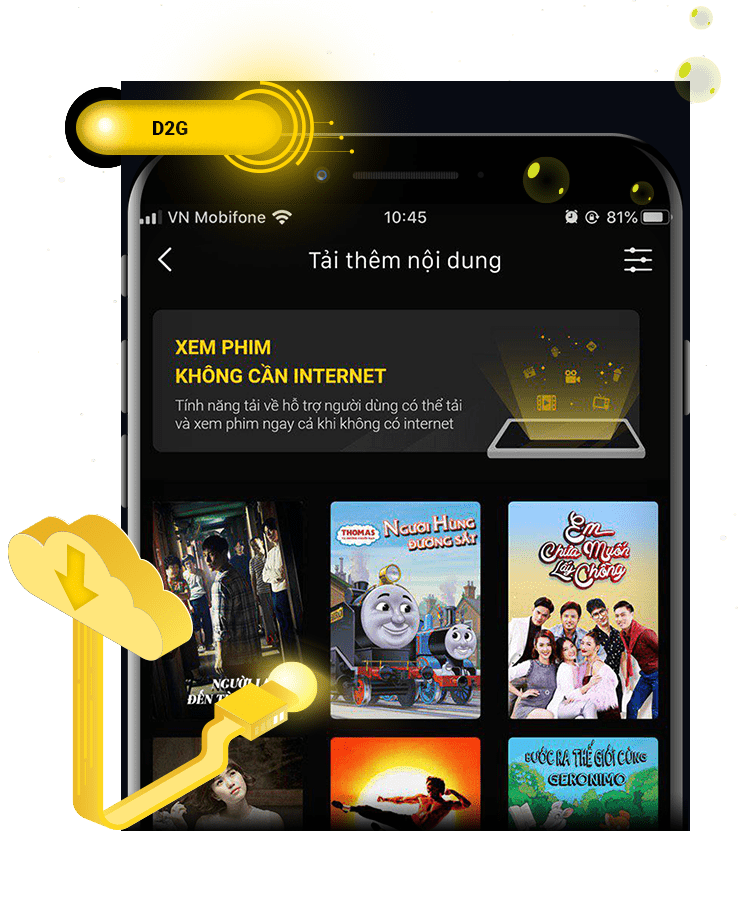 D2G
VN Mobifone
10:45
81%
Tải thêm nội dung
XEM PHIM
KHÔNG CẦN INTERNET
Tính năng tải về hỗ trợ người dùng có thể tải
và xem phim ngay cả khi không có internet
NGƯỜI
ĐẾN
THOMAS
NGƯỜI HÙNG
ĐƯỜNG SẮT
Em
Chưa Muốn
Lấy Chồng
BƯỚC RA THẾ GIỚI CÙNG
GERONIMO